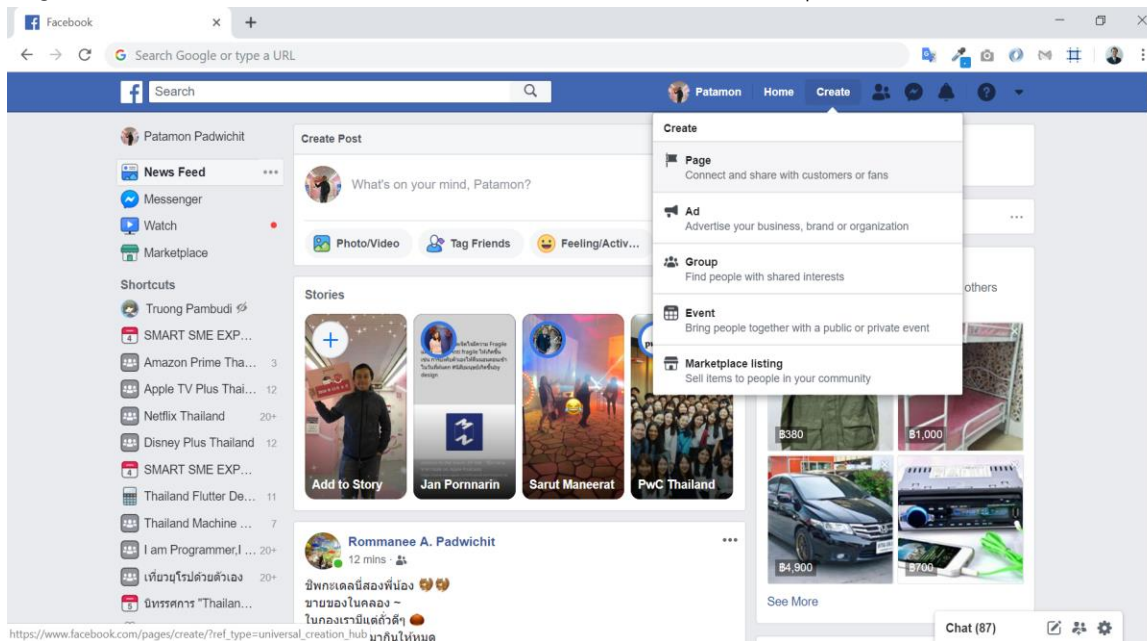 Facebook
Search Google or type a URL
Search
Patamon
Home
Create
Patamon Padwichit
News Feed
Messenger
Watch
Marketplace
Shortcuts
Truong Pambudi
SMART SME EXP...
Amazon Prime Tha... 3
Apple TV Plus Thai... 12
Netflix Thailand 20+
Disney Plus Thailand 12
SMART SME EXP...
Thailand Flutter De... 11
Thailand Machine ... 7
I am Programmer,I ... 20+
เที่ยวยุโรปด้วยตัวเอง 20+
นิทรรศการ "Thailan...
Create Post
What's on your mind, Patamon?
Photo/Video
Tag Friends
Feeling/Activ...
Stories
Add to Story
Jan Pornnarin
Sarut Maneerat
PwC Thailand
Rommanee A. Padwichit
12 mins
ชิพกะเดลนี่สองพี่น้อง
ขายของในคลอง ~
ในกองเรามีแต่ถั่วดีๆ
มากินให้หมด
Create
Page
Connect and share with customers or fans
Ad
Advertise your business, brand or organization
Group
Find people with shared interests
Event
Bring people together with a public or private event
Marketplace listing
Sell items to people in your community
others
฿380
฿1,000
฿4,900
฿700
See More
Chat (87)
https://www.facebook.com/pages/create/?ref_type=universal_creation_hub